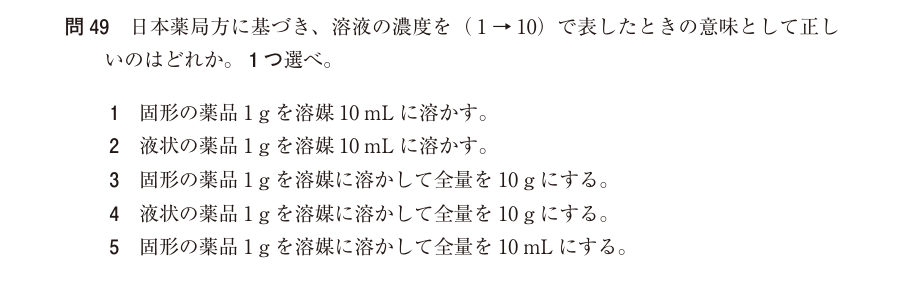 問 49　日本薬局方に基づき、溶液の濃度を（1 → 10）で表したときの意味として正し
いのはどれか。1つ選べ。
1　固形の薬品 1 g を溶媒 10 mL に溶かす。
2　液状の薬品 1 g を溶媒 10 mL に溶かす。
3　固形の薬品 1 g を溶媒に溶かして全量を 10 g にする。
4　液状の薬品 1 g を溶媒に溶かして全量を 10 g にする。
5　固形の薬品 1 g を溶媒に溶かして全量を 10 mL にする。